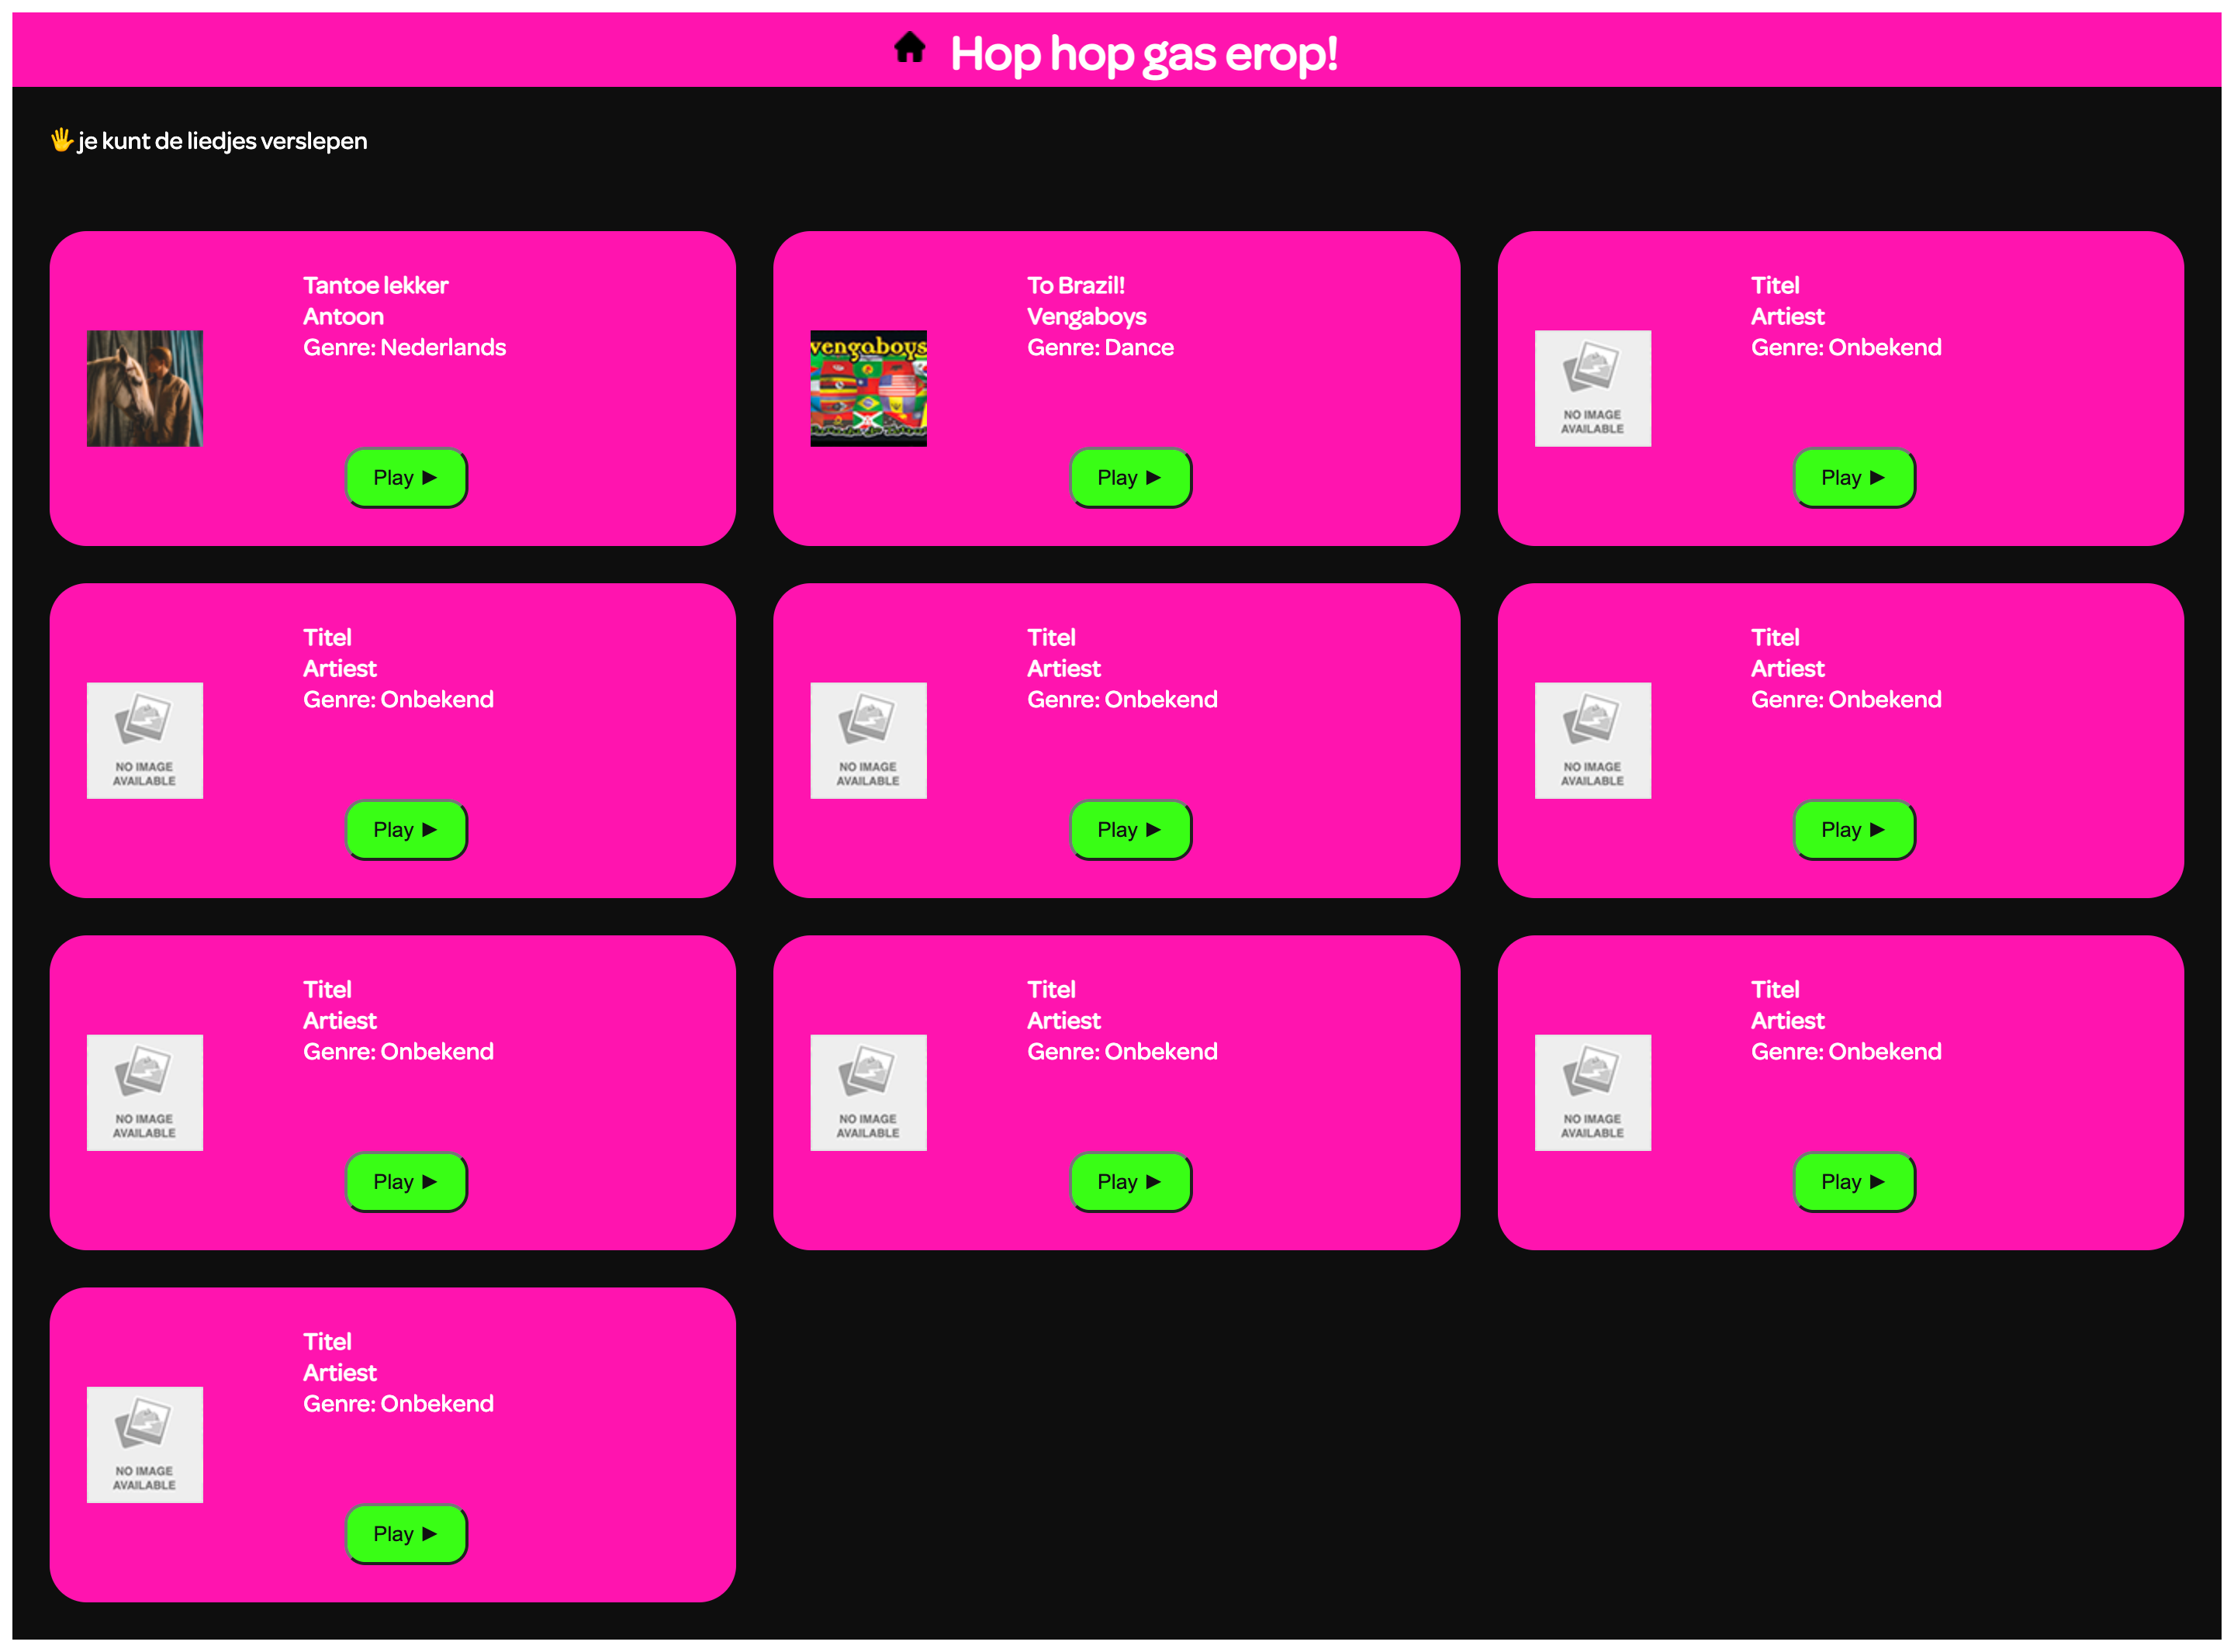 Hop hop gas erop!
🖐 je kunt de liedjes verslepen
Tantoe lekker
Antoon
Genre: Nederlands
Play ►
vengaboys
To Brazil!
Vengaboys
Genre: Dance
Play ►
Titel
Artiest
Genre: Onbekend
NO IMAGE
AVAILABLE
Play ►
Titel
Artiest
Genre: Onbekend
NO IMAGE
AVAILABLE
Play ►
Titel
Artiest
Genre: Onbekend
NO IMAGE
AVAILABLE
Play ►
Titel
Artiest
Genre: Onbekend
NO IMAGE
AVAILABLE
Play ►
Titel
Artiest
Genre: Onbekend
NO IMAGE
AVAILABLE
Play ►
Titel
Artiest
Genre: Onbekend
NO IMAGE
AVAILABLE
Play ►
Titel
Artiest
Genre: Onbekend
NO IMAGE
AVAILABLE
Play ►
Titel
Artiest
Genre: Onbekend
NO IMAGE
AVAILABLE
Play ►